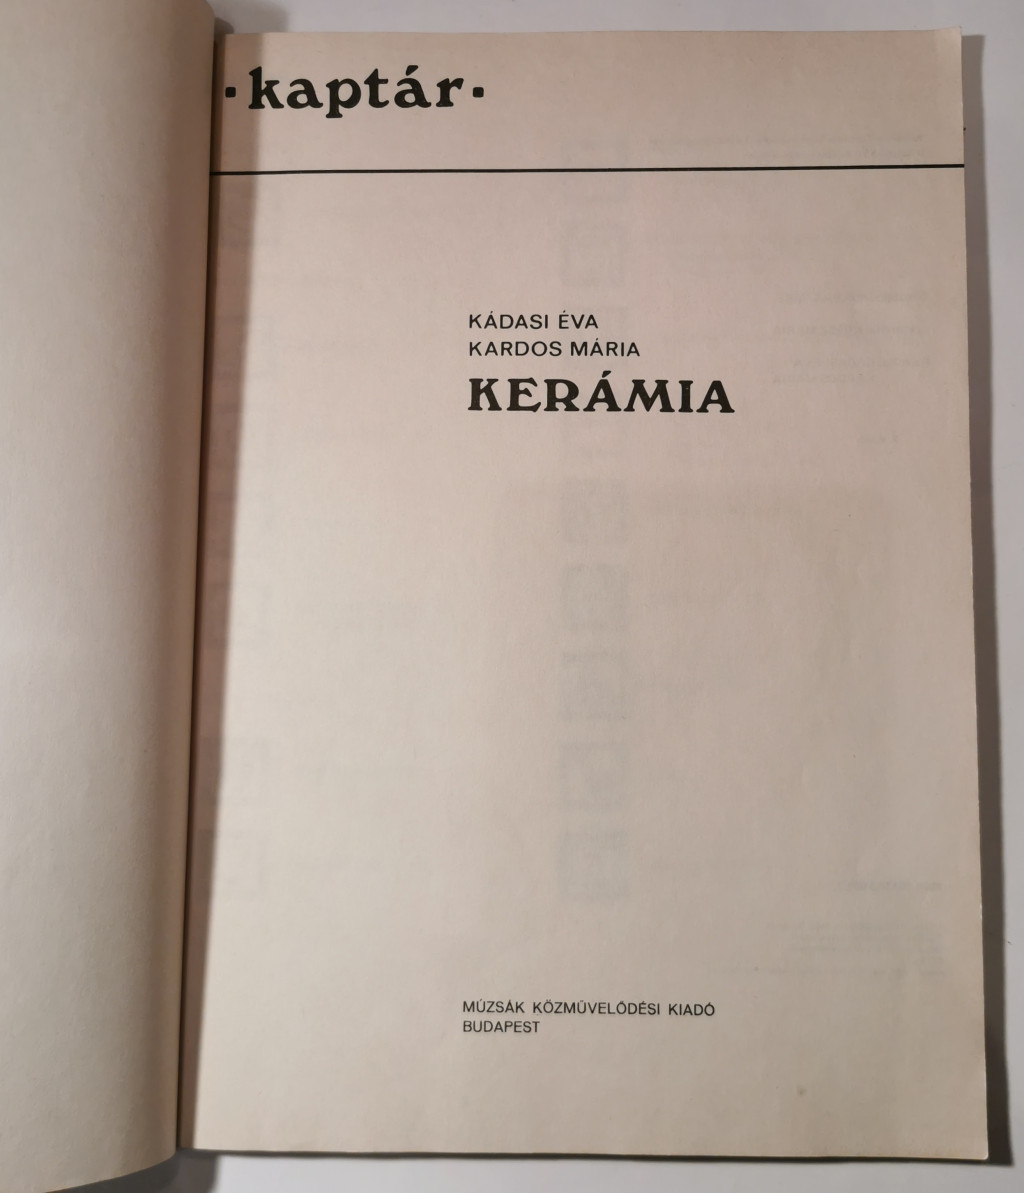 ·kaptár·
KÁDASI ÉVA
KARDOS MÁRIA
KERÁMIA
MÚZSÁK KÖZMŰVELŐDÉSI KIADÓ
BUDAPEST